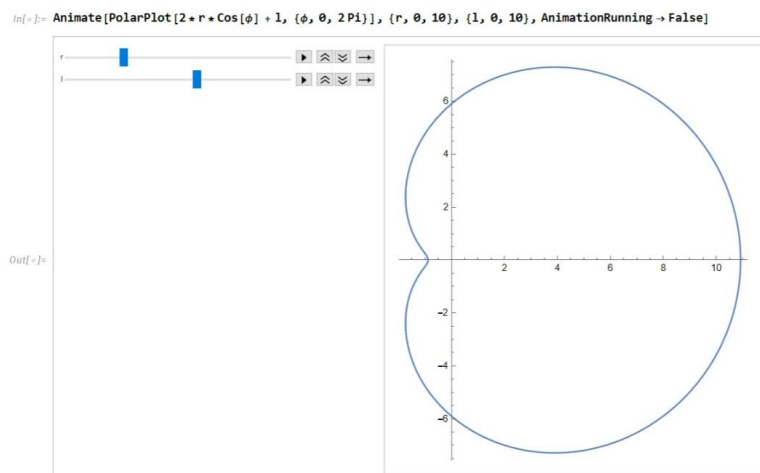 In[∘]:= Animate[PolarPlot[2*r*Cos[ϕ] + l, {ϕ, 0, 2 Pi}], {r, 0, 10}, {l, 0, 10}, AnimationRunning → False]
r
l
6
4
2
2 4 6 8 10
-2
-4
-6
Out[∘]=